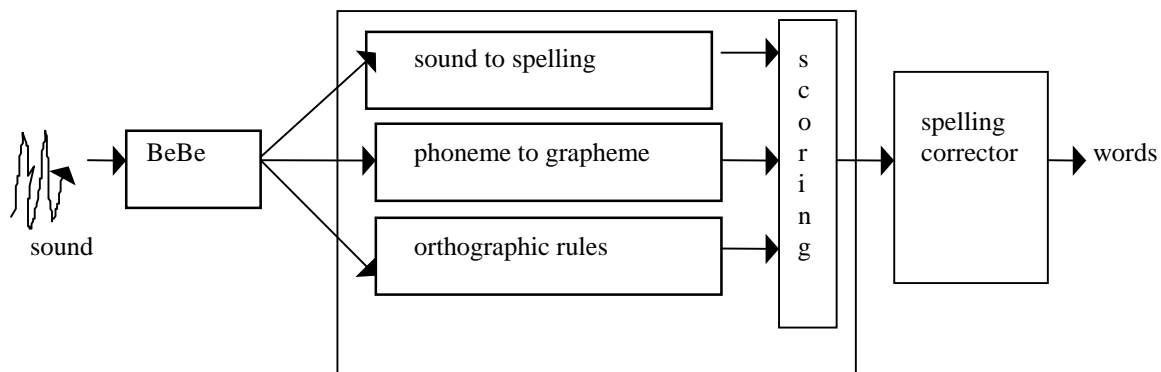 sound
BeBe
sound to spelling
phoneme to grapheme
orthographic rules
s
c
o
r
i
n
g
spelling
corrector
words